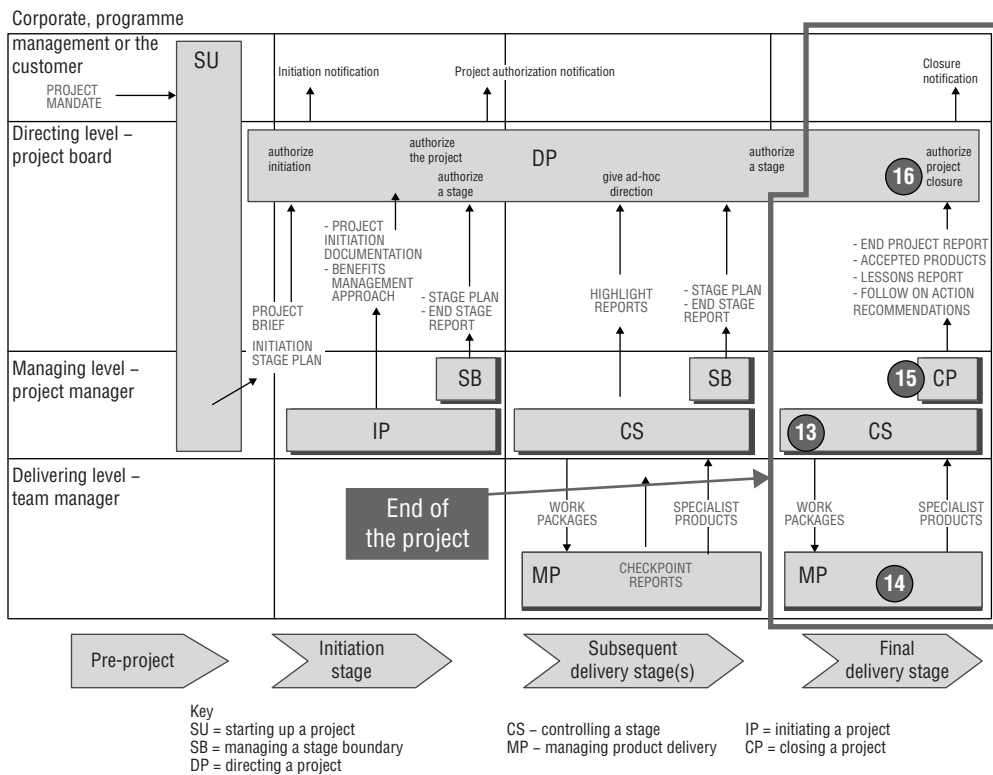 Corporate, programme
management or the
customer
PROJECT
MANDATE
SU
Initiation notification
Project authorization notification
Closure
notification
Directing level –
project board
authorize
initiation
authorize
the project
authorize
a stage
DP
give ad-hoc
direction
authorize a
stage
16
authorize
project
closure
PROJECT
BRIEF
INITIATION
STAGE PLAN
- PROJECT
INITIATION
DOCUMENTATION
- BENEFITS
MANAGEMENT
APPROACH
- STAGE PLAN
- END STAGE
REPORT
HIGHLIGHT
REPORTS
- STAGE PLAN
- END STAGE
REPORT
- END PROJECT REPORT
- ACCEPTED PRODUCTS
- LESSONS REPORT
- FOLLOW ON ACTION
RECOMMENDATIONS
Managing level –
project manager
SB
SB
15
CP
IP
CS
13
CS
Delivering level –
team manager
End of
the project
WORK
PACKAGES
SPECIALIST
PRODUCTS
WORK
PACKAGES
SPECIALIST
PRODUCTS
MP
CHECKPOINT
REPORTS
MP
14
Pre-project
Initiation
stage
Subsequent
delivery stage(s)
Final
delivery stage
Key
SU = starting up a project
SB = managing a stage boundary
DP = directing a project
CS – controlling a stage
MP – managing product delivery
IP = initiating a project
CP = closing a project